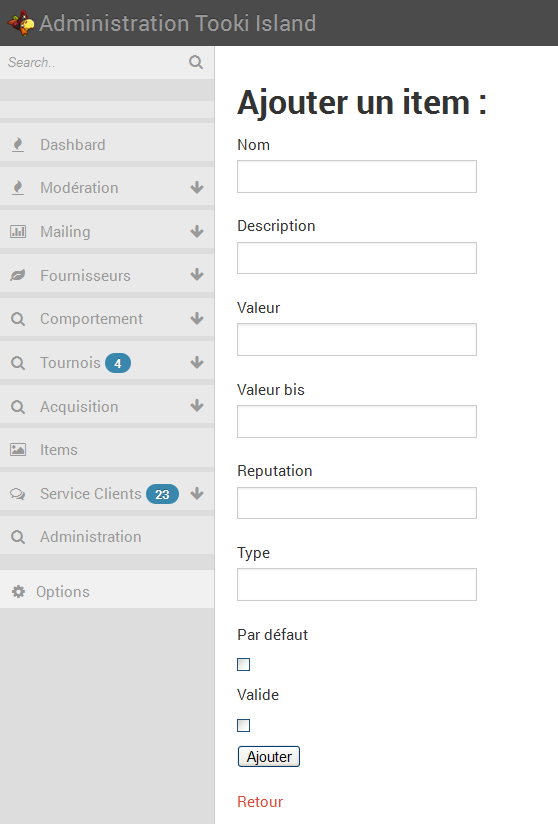 Administration Tooki Island
Search..
Dashbard
Modération
Mailing
Fournisseurs
Comportement
Tournois 4
Acquisition
Items
Service Clients 23
Administration
Options
Ajouter un item :
Nom
Description
Valeur
Valeur bis
Reputation
Type
Par défaut
Valide
Ajouter
Retour